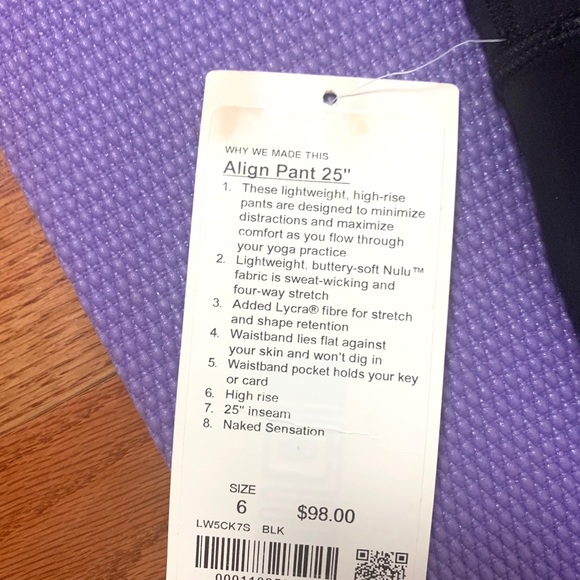 WHY WE MADE THIS
Align Pant 25"
1. These lightweight, high-rise
pants are designed to minimize
distractions and maximize
comfort as you flow through
your yoga practice
2. Lightweight, buttery-soft Nulu™
fabric is sweat-wicking and
four-way stretch
3. Added Lycra® fibre for stretch
and shape retention
4. Waistband lies flat against
your skin and won't dig in
5. Waistband pocket holds your key
or card
6. High rise
7. 25" inseam
8. Naked Sensation
SIZE
6 $98.00
LW5CK7S BLK